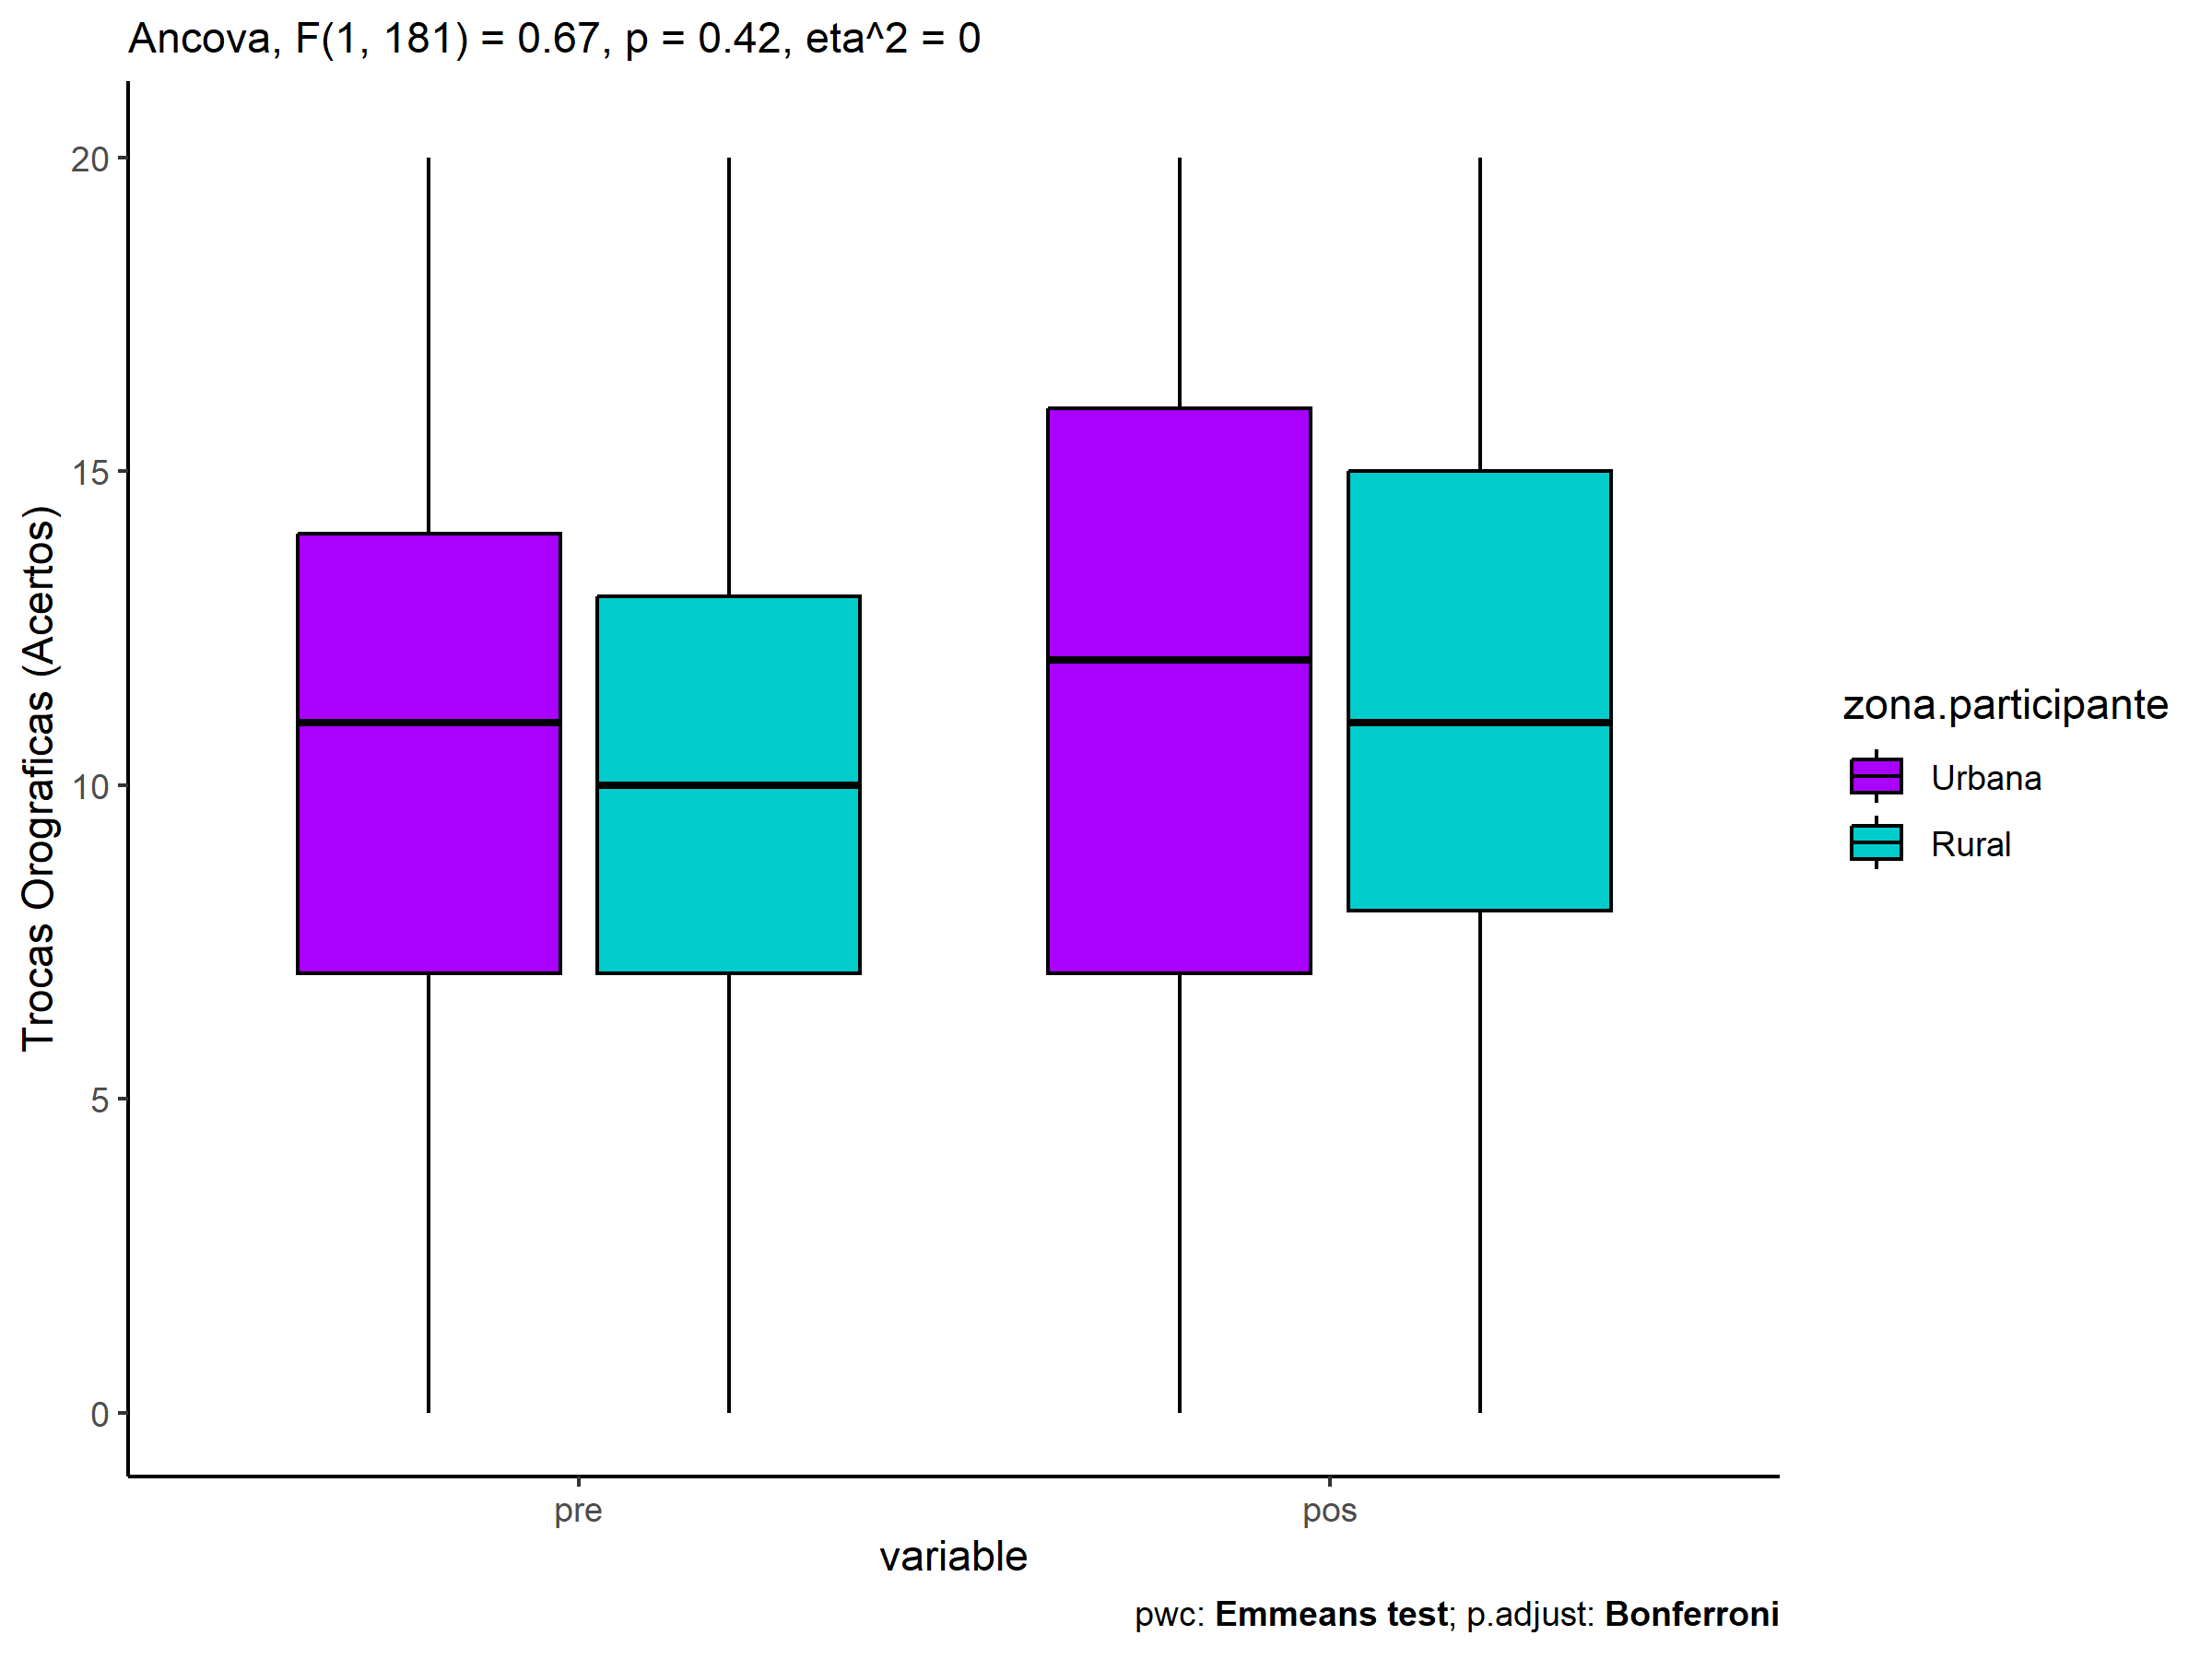 Ancova, F(1, 181) = 0.67, p = 0.42, eta^2 = 0
Trocas Orograficas (Acertos)
20
15
10
5
0
pre
pos
variable
zona.participante
Urbana
Rural
pwc: Emmeans test; p.adjust: Bonferroni